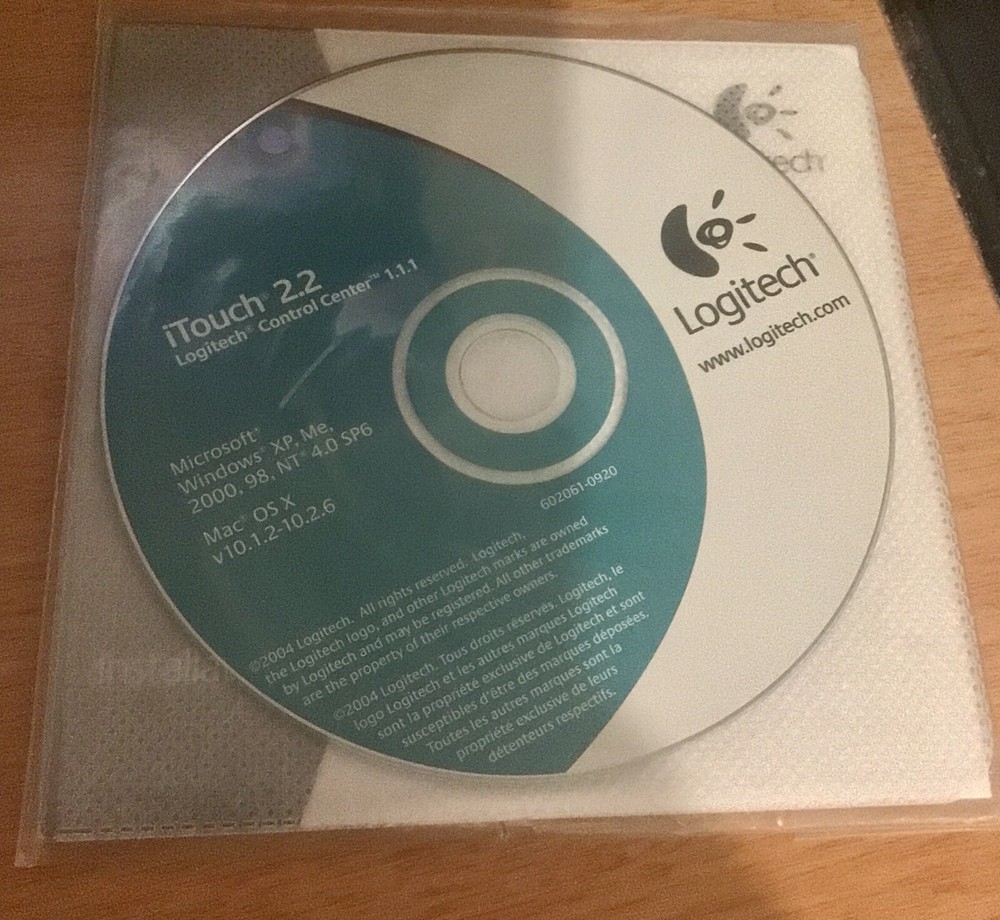 iTouch® 2.2
Logitech® Control Center™ 1.1.1
Microsoft®
Windows® XP, Me,
2000, 98, NT® 4.0 SP6
Mac® OS X
v10.1.2-10.2.6
Logitech®
www.logitech.com
602061-0920
©2004 Logitech. All rights reserved. Logitech,
the Logitech logo, and other Logitech marks are owned
by Logitech and may be registered. All other trademarks
are the property of their respective owners.
©2004 Logitech. Tous droits réservés. Logitech, le
logo Logitech et les autres marques Logitech
sont la propriété exclusive de Logitech et sont
susceptibles d'être des marques déposées.
Toutes les autres marques sont la
propriété exclusive de leurs
détenteurs respectifs.